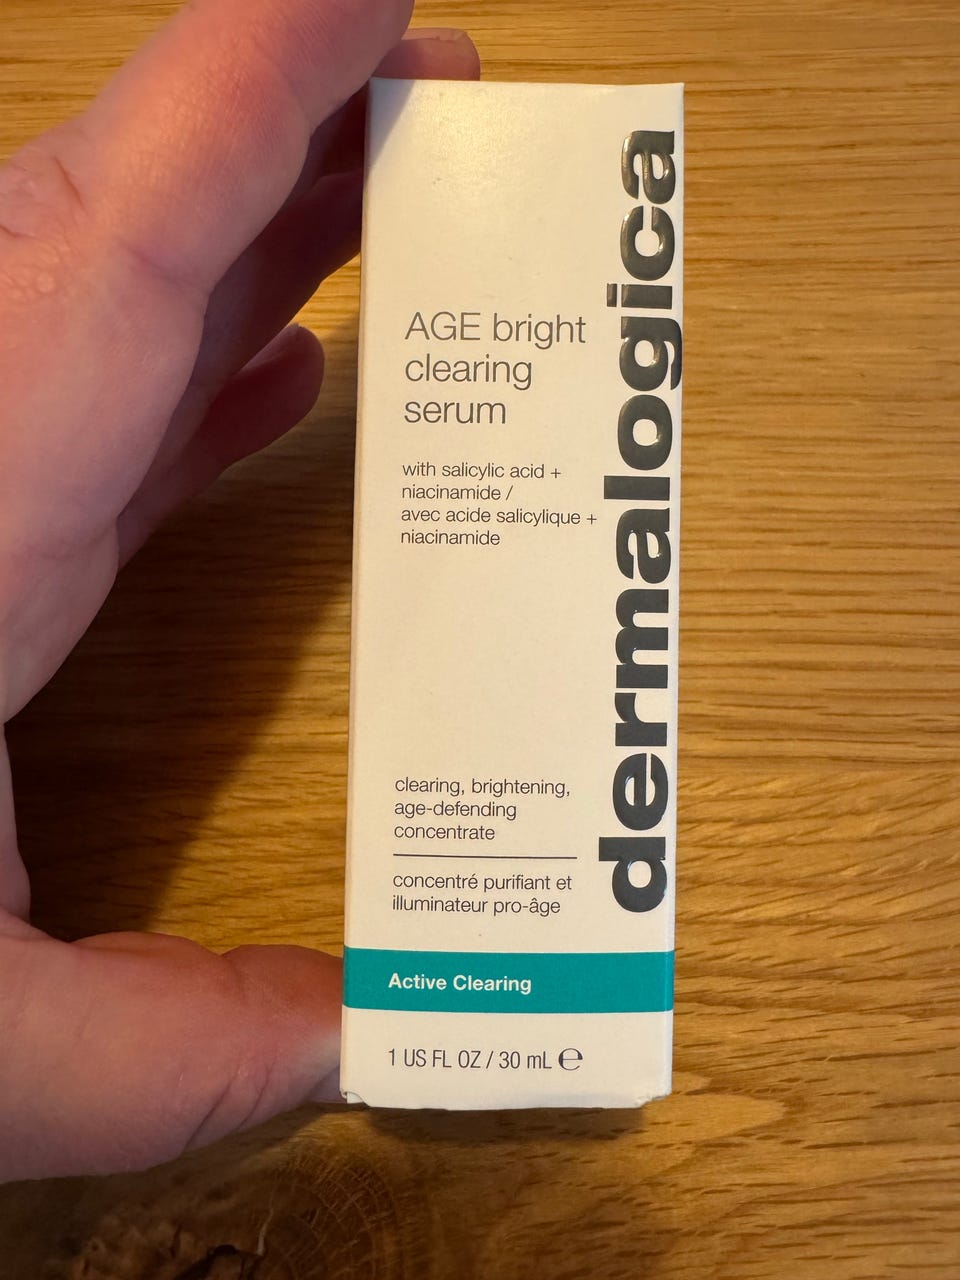 dermalogica
AGE bright
clearing
serum
with salicylic acid +
niacinamide /
avec acide salicylique +
niacinamide
clearing, brightening,
age-defending
concentrate
concentré purifiant et
illuminateur pro-âge
Active Clearing
1 US FL OZ / 30 mL ℮